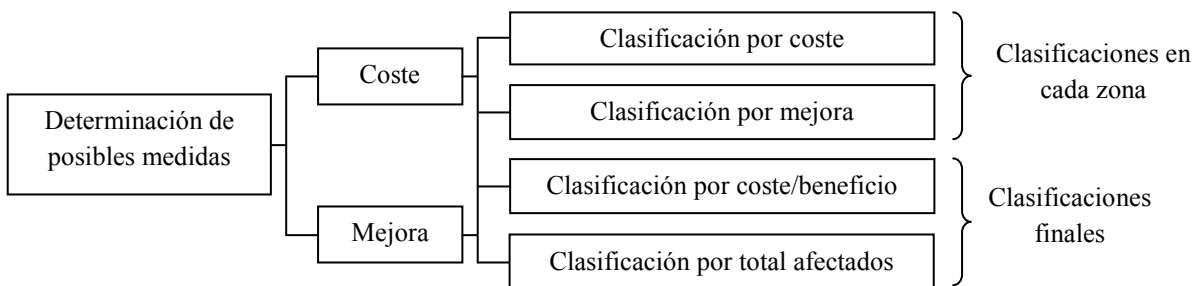 Determinación de
posibles medidas
Coste
Mejora
Clasificación por coste
Clasificación por mejora
Clasificación por coste/beneficio
Clasificación por total afectados
Clasificaciones en
cada zona
Clasificaciones
finales